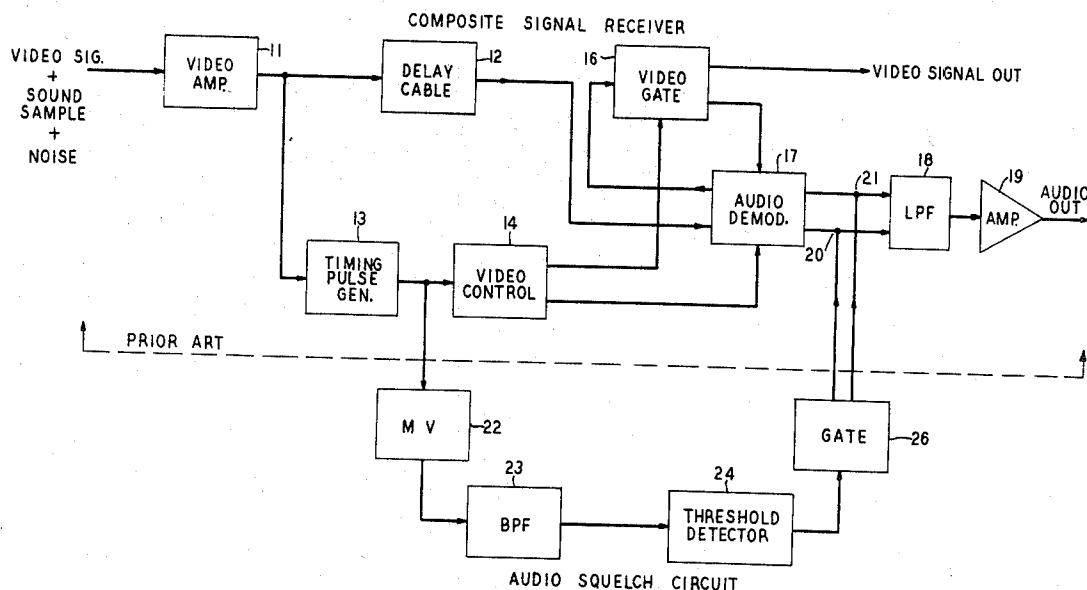 COMPOSITE SIGNAL RECEIVER
VIDEO SIG.
+
SOUND
SAMPLE
+
NOISE
11
VIDEO
AMP.
12
DELAY
CABLE
16
VIDEO
GATE
VIDEO SIGNAL OUT
17
AUDIO
DEMOD.
21
20
18
LPF
19
AMP.
AUDIO
OUT
13
TIMING
PULSE
GEN.
14
VIDEO
CONTROL
PRIOR ART
M V
22
23
BPF
24
THRESHOLD
DETECTOR
GATE
26
AUDIO SQUELCH CIRCUIT